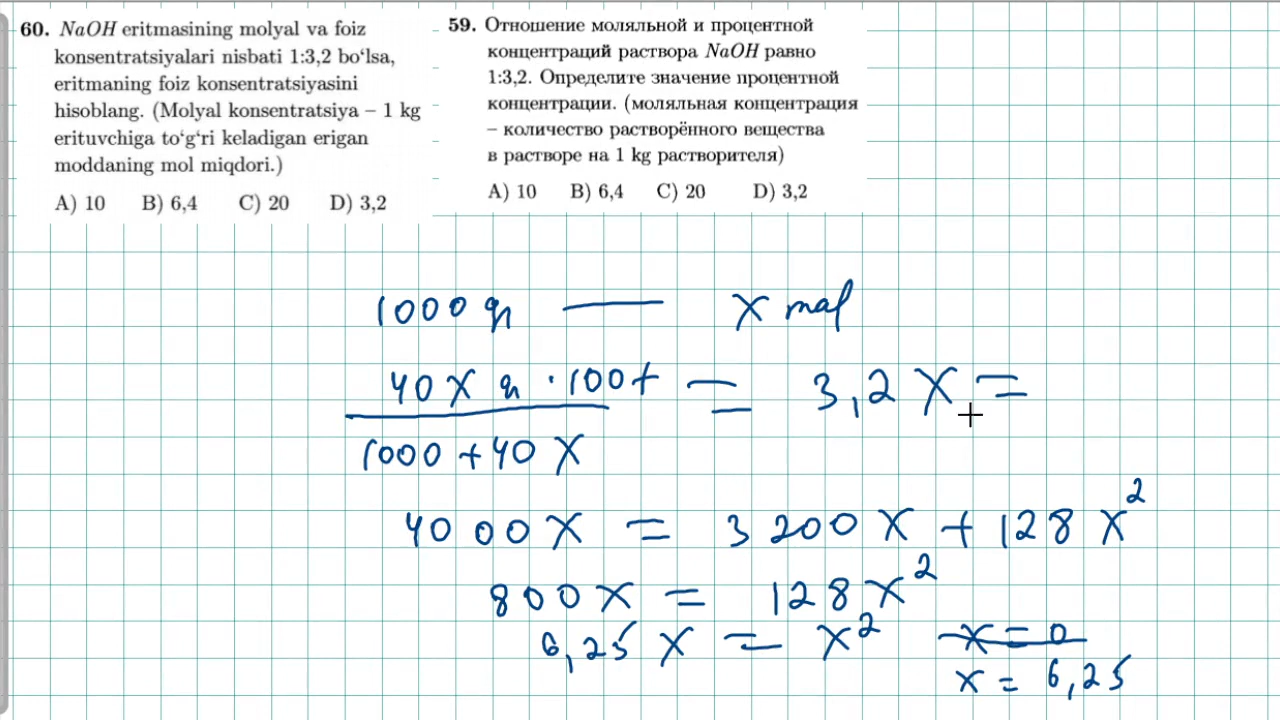 60. NaOH eritmasining molyal va foiz
konsentratsiyalari nisbati 1:3,2 bo‘lsa,
eritmaning foiz konsentratsiyasini
hisoblang. (Molyal konsentratsiya – 1 kg
erituvchiga to‘g‘ri keladigan erigan
moddaning mol miqdori.)
A) 10 B) 6,4 C) 20 D) 3,2
59. Отношение моляльной и процентной
концентраций раствора NaOH равно
1:3,2. Определите значение процентной
концентрации. (моляльная концентрация
– количество растворённого вещества
в растворе на 1 kg растворителя)
A) 10 B) 6,4 C) 20 D) 3,2
1000 gr — x mol
40x g · 100% = 3,2x =
1000 + 40x
4000x = 3200x + 128x²
800x = 128x²
6,25x = x² x = 0
x = 6,25